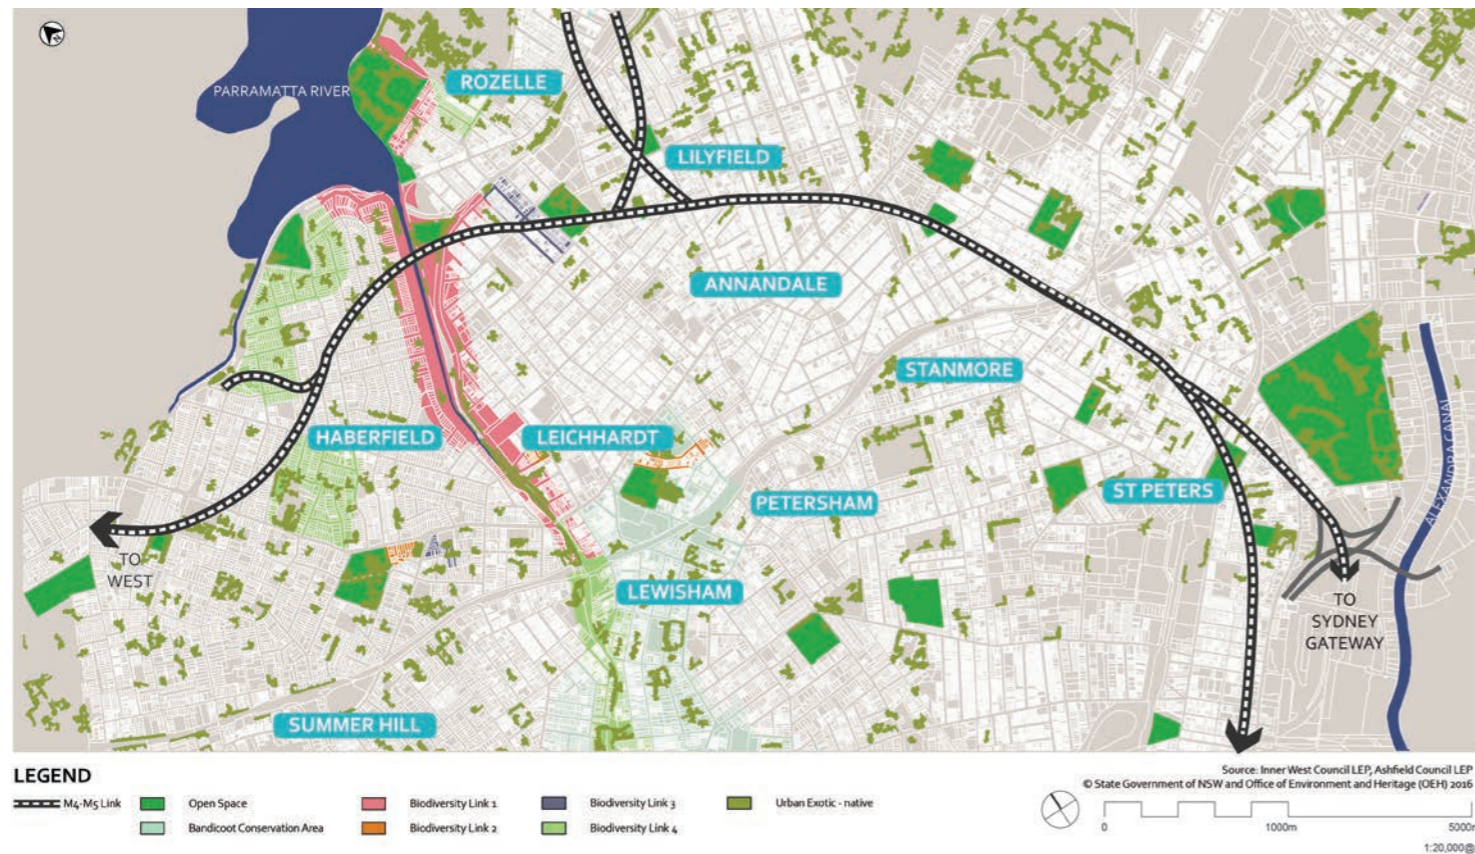 N
PARRAMATTA RIVER
ROZELLE
LILYFIELD
ANNANDALE
STANMORE
HABERFIELD
LEICHHARDT
PETERSHAM
ST PETERS
ALEXANDRA CANAL
TO
WEST
LEWISHAM
TO
SYDNEY
GATEWAY
SUMMER HILL
LEGEND
M4-M5 Link
Open Space
Biodiversity Link 1
Biodiversity Link 3
Urban Exotic - native
Bandicoot Conservation Area
Biodiversity Link 2
Biodiversity Link 4
Source: Inner West Council LEP, Ashfield Council LEP
© State Government of NSW and Office of Environment and Heritage (OEH) 2016
0
1000m
5000m
1:20,000@